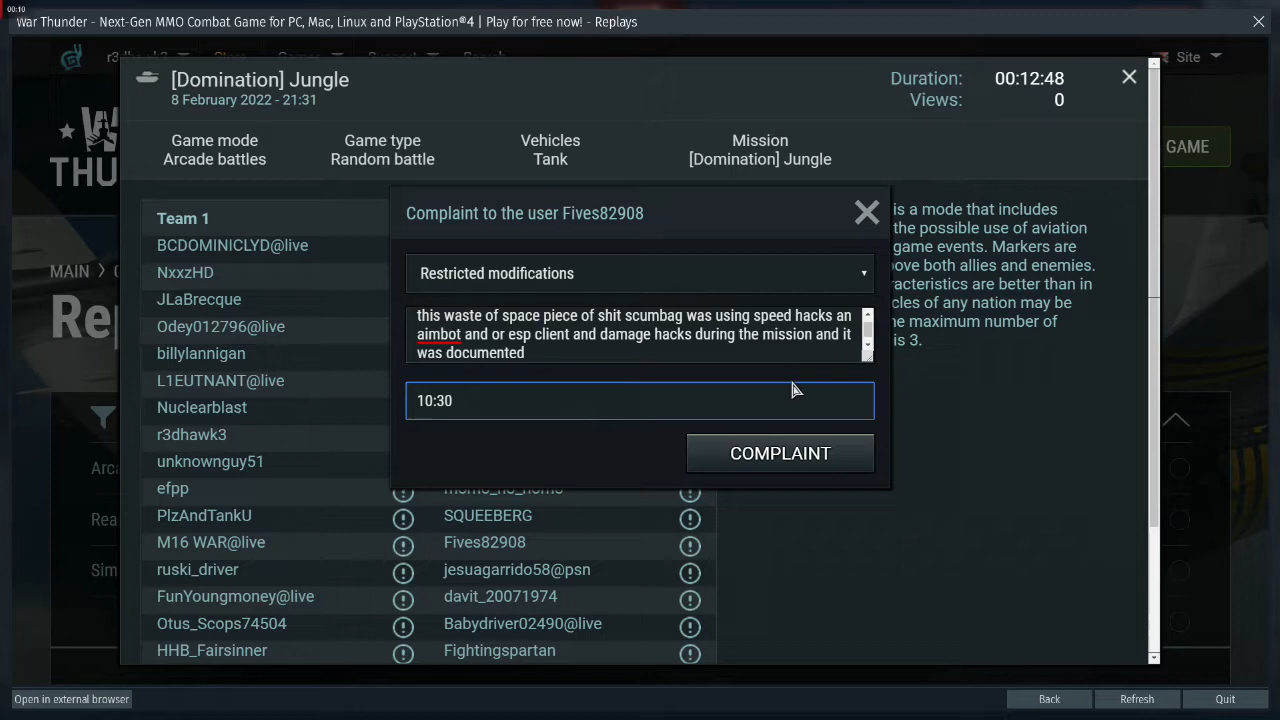 00:10
War Thunder - Next-Gen MMO Combat Game for PC, Mac, Linux and PlayStation®4 | Play for free now! - Replays
Site
[Domination] Jungle
8 February 2022 - 21:31
Duration: 00:12:48
Views: 0
Game mode
Arcade battles
Game type
Random battle
Vehicles
Tank
Mission
[Domination] Jungle
THU
GAME
MAIN
Rep
Team 1
BCDOMINICLYD@live
NxxzHD
JLaBrecque
Odey012796@live
billylannigan
L1EUTNANT@live
Nuclearblast
r3dhawk3
unknownguy51
efpp
PlzAndTankU SQUEEBERG
M16 WAR@live Fives82908
ruski_driver jesuagarrido58@psn
FunYoungmoney@live davit_20071974
Otus_Scops74504 Babydriver02490@live
HHB_Fairsinner Fightingspartan
Complaint to the user Fives82908
Restricted modifications
this waste of space piece of shit scumbag was using speed hacks an
aimbot and or esp client and damage hacks during the mission and it
was documented
10:30
COMPLAINT
is a mode that includes
the possible use of aviation
game events. Markers are
ove both allies and enemies.
racteristics are better than in
cles of any nation may be
he maximum number of
is 3.
Arc
Rea
Sim
Open in external browser
Back
Refresh
Quit